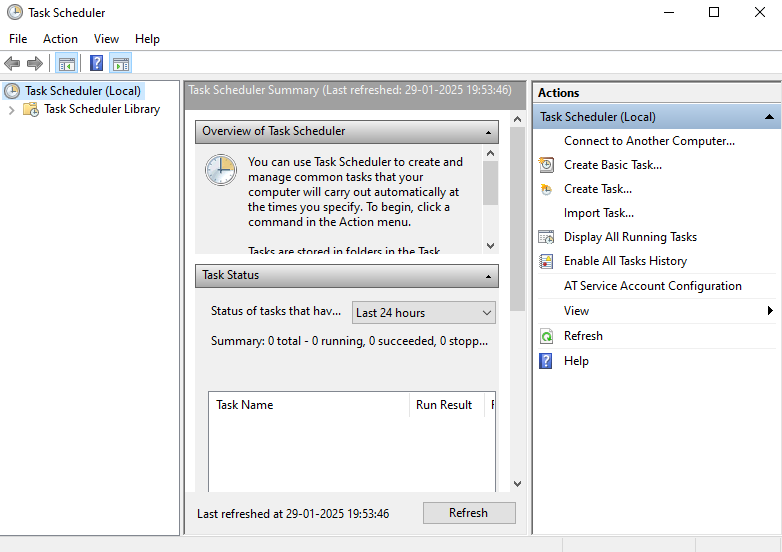 Task Scheduler
File Action View Help
Task Scheduler (Local)
Task Scheduler Library
Task Scheduler Summary (Last refreshed: 29-01-2025 19:53:46)
Overview of Task Scheduler
You can use Task Scheduler to create and
manage common tasks that your
computer will carry out automatically at
the times you specify. To begin, click a
command in the Action menu.
Tasks are stored in folders in the Task
Task Status
Status of tasks that hav... Last 24 hours
Summary: 0 total - 0 running, 0 succeeded, 0 stopp...
Task Name Run Result
Last refreshed at 29-01-2025 19:53:46 Refresh
Actions
Task Scheduler (Local)
Connect to Another Computer...
Create Basic Task...
Create Task...
Import Task...
Display All Running Tasks
Enable All Tasks History
AT Service Account Configuration
View
Refresh
Help